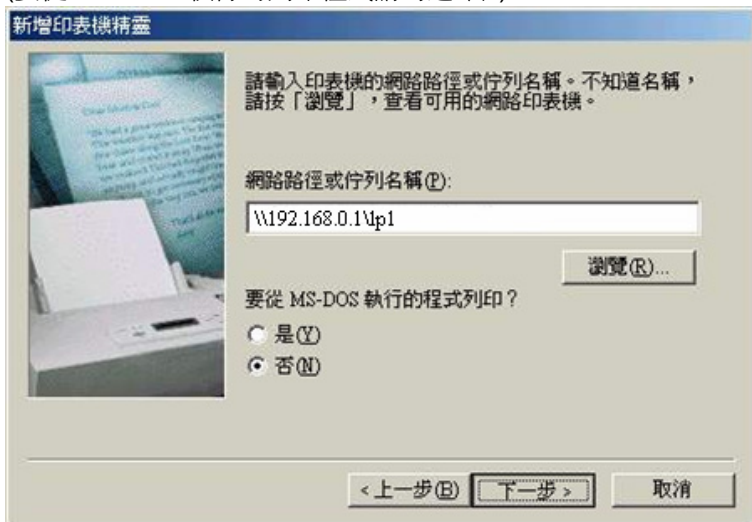 新增印表機精靈
請輸入印表機的網路路徑或佇列名稱。不知道名稱,
請按「瀏覽」,查看可用的網路印表機。
網路路徑或佇列名稱(P):
\\192.168.0.1\lp1
瀏覽(R)...
要從 MS-DOS 執行的程式列印?
是(Y)
否(N)
<上一步(B)
下一步 >
取消